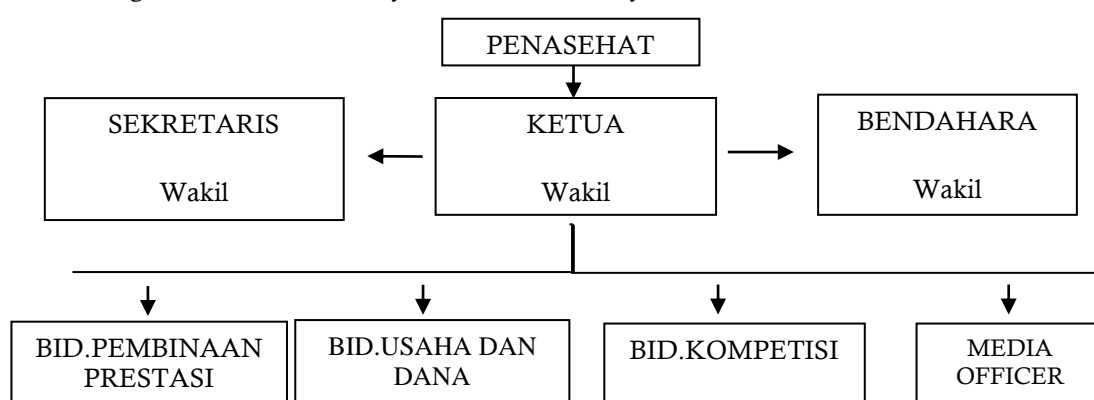 PENASEHAT
SEKRETARIS
Wakil
KETUA
Wakil
BENDAHARA
Wakil
BID.PEMBINAAN
PRESTASI
BID.USAHA DAN
DANA
BID.KOMPETISI
MEDIA
OFFICER